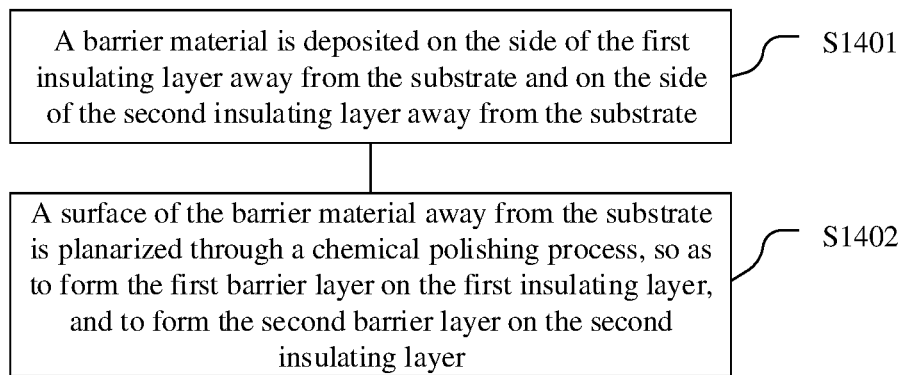 A barrier material is deposited on the side of the first
insulating layer away from the substrate and on the side
of the second insulating layer away from the substrate
S1401
A surface of the barrier material away from the substrate
is planarized through a chemical polishing process, so as
to form the first barrier layer on the first insulating layer,
and to form the second barrier layer on the second
insulating layer
S1402